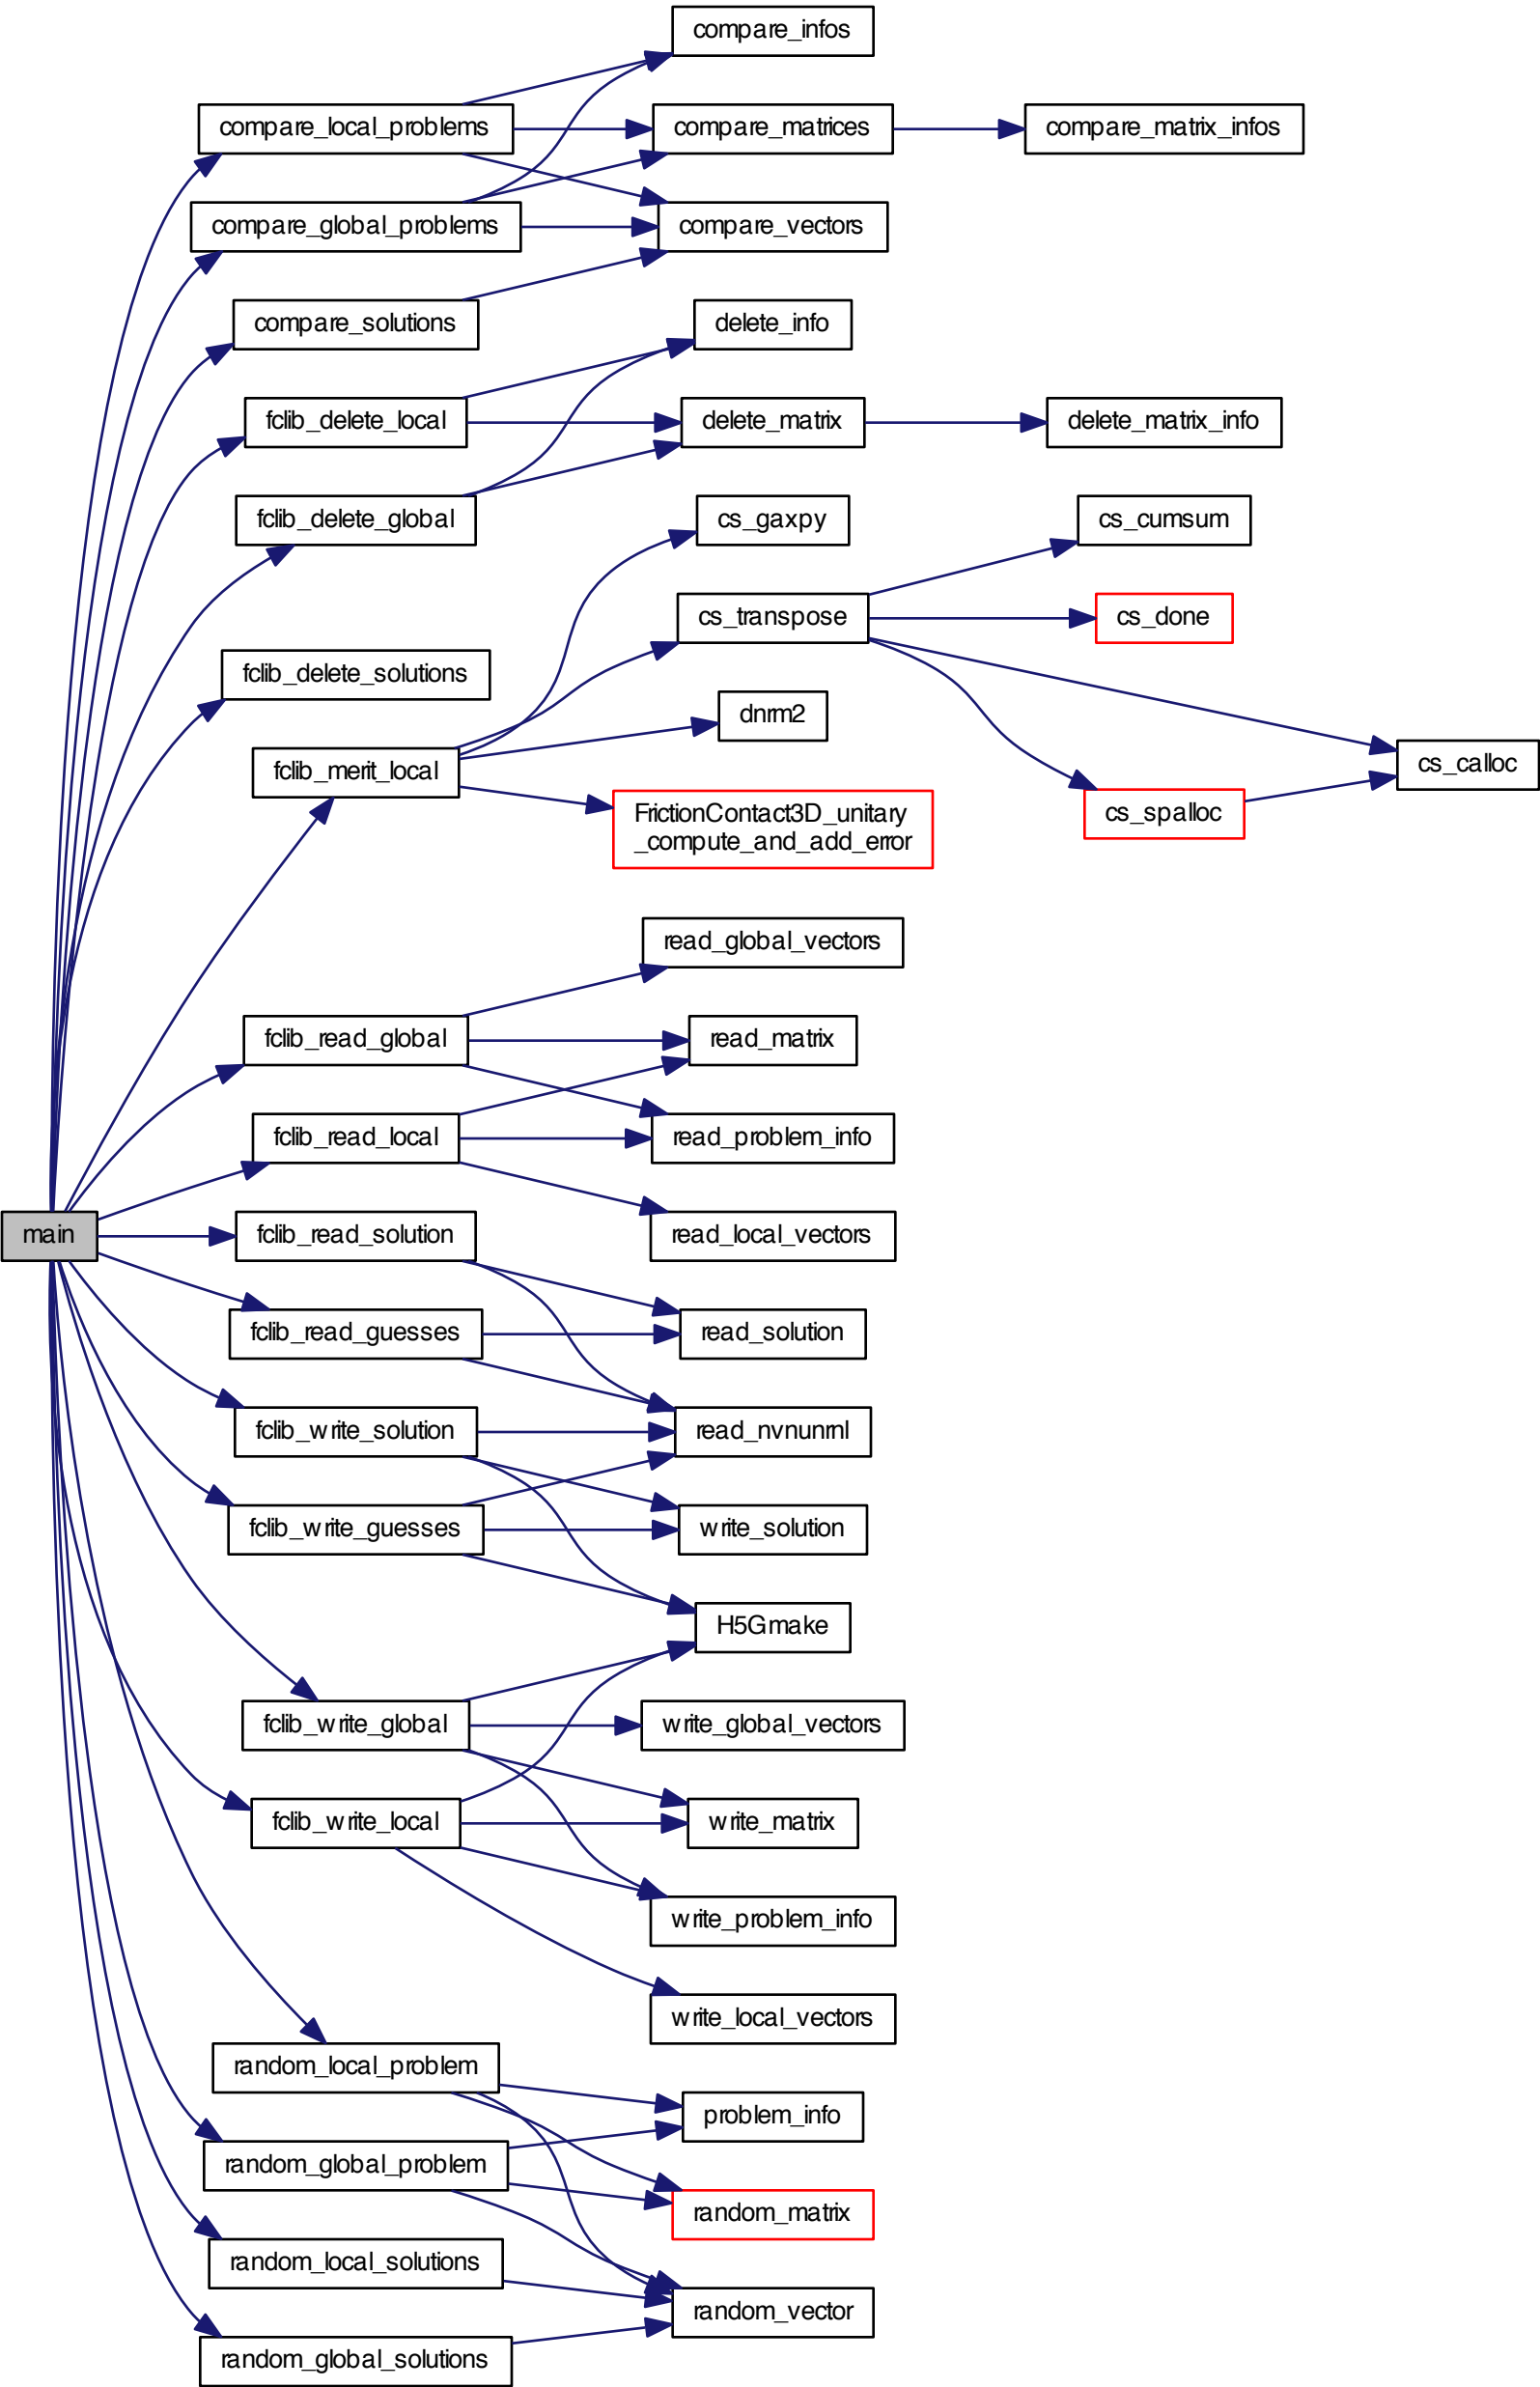 compare_infos
compare_local_problems
compare_matrices
compare_matrix_infos
compare_global_problems
compare_vectors
compare_solutions
delete_info
fclib_delete_local
delete_matrix
delete_matrix_info
fclib_delete_global
cs_gaxpy
cs_cumsum
cs_transpose
cs_done
fclib_delete_solutions
dnrm2
fclib_merit_local
cs_calloc
FrictionContact3D_unitary
_compute_and_add_error
cs_spalloc
read_global_vectors
fclib_read_global
read_matrix
fclib_read_local
read_problem_info
main
fclib_read_solution
read_local_vectors
fclib_read_guesses
read_solution
fclib_write_solution
read_nvnunrnl
fclib_write_guesses
write_solution
H5Gmake
fclib_write_global
write_global_vectors
fclib_write_local
write_matrix
write_problem_info
write_local_vectors
random_local_problem
problem_info
random_global_problem
random_matrix
random_local_solutions
random_vector
random_global_solutions